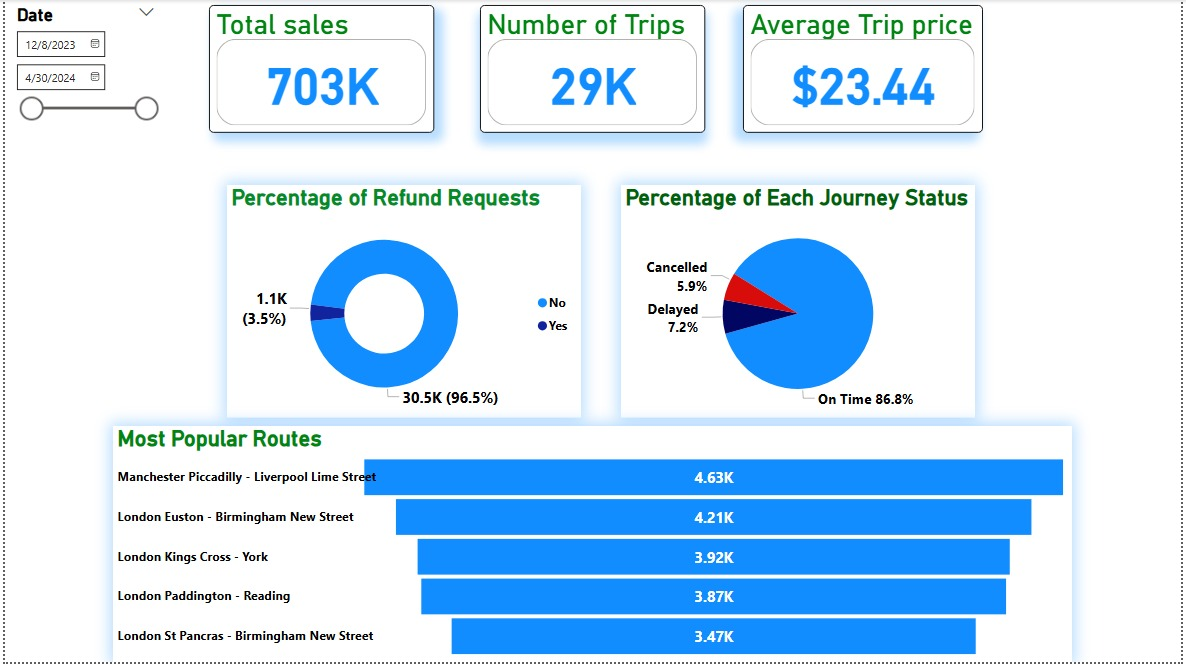 Date
12/8/2023
4/30/2024
Total sales
703K
Number of Trips
29K
Average Trip price
$23.44
Percentage of Refund Requests
1.1K
(3.5%)
30.5K (96.5%)
No
Yes
Percentage of Each Journey Status
Cancelled
5.9%
Delayed
7.2%
On Time 86.8%
Most Popular Routes
Manchester Piccadilly - Liverpool Lime Street
4.63K
London Euston - Birmingham New Street
4.21K
London Kings Cross - York
3.92K
London Paddington - Reading
3.87K
London St Pancras - Birmingham New Street
3.47K